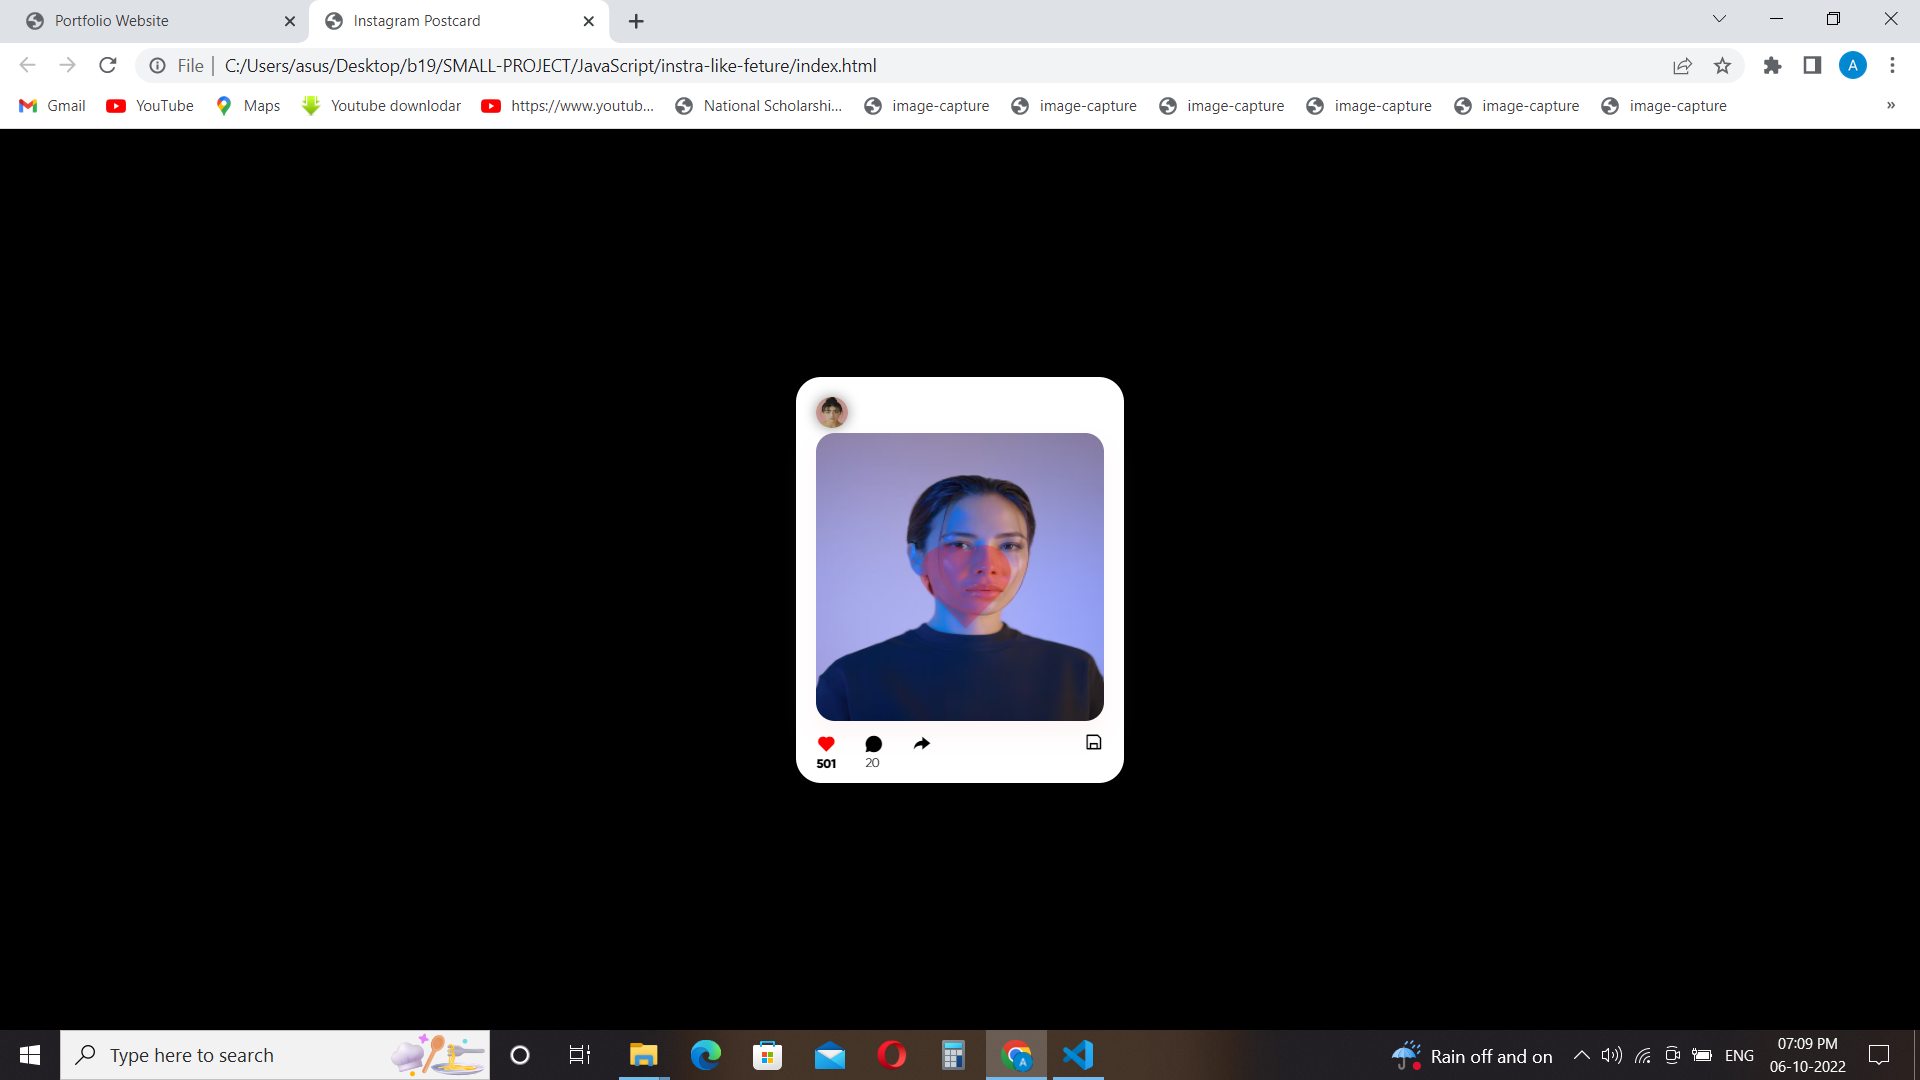 Portfolio Website
Instagram Postcard
File | C:/Users/asus/Desktop/b19/SMALL-PROJECT/JavaScript/instra-like-feture/index.html
A
Gmail
YouTube
Maps
Youtube downlodar
https://www.youtub...
National Scholarshi...
image-capture
image-capture
image-capture
image-capture
image-capture
image-capture
»
501
20
Type here to search
A
Rain off and on
ENG
07:09 PM
06-10-2022